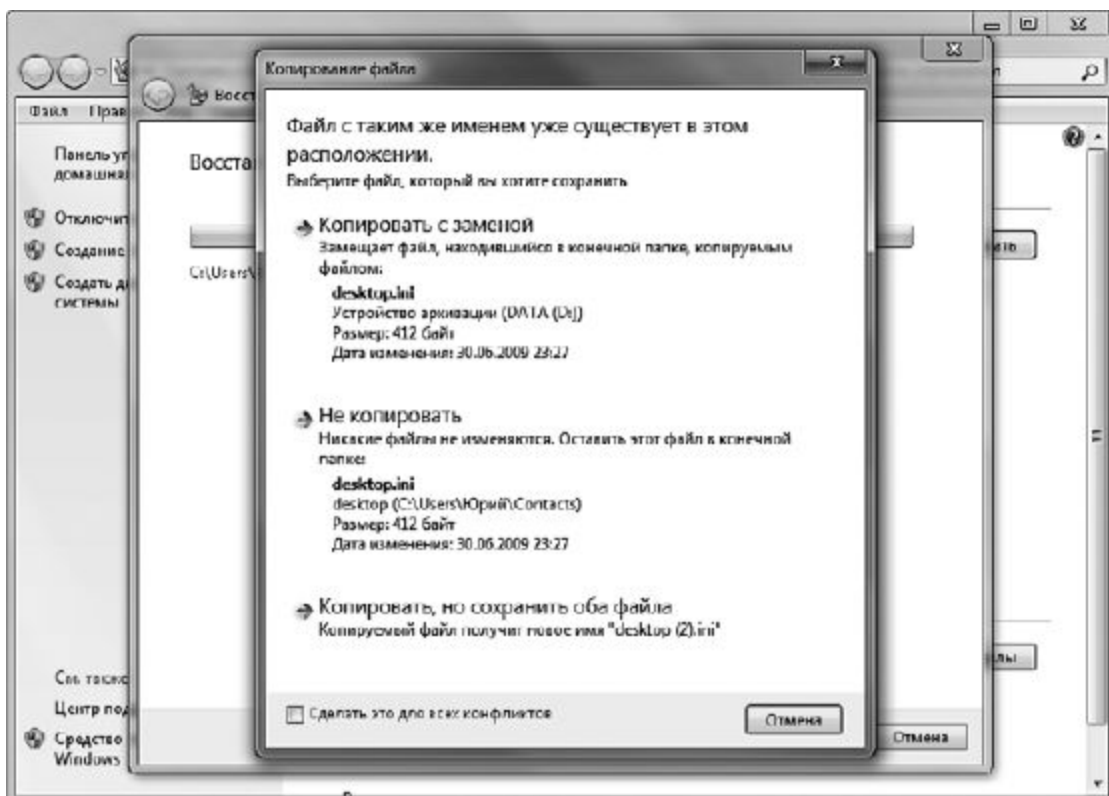 Файл Прав
Панель уп
домашня
Отключит
Создание
Создать д
системы
См. также
Центр под
Средство
Windows
Восст
Восста
C:\Users\
Отмена
Копирование файла
Файл с таким же именем уже существует в этом
расположении.
Выберите файл, который вы хотите сохранить
Копировать с заменой
Замещает файл, находившийся в конечной папке, копируемым
файлом:
desktop.ini
Устройство архивации (DATA (D:))
Размер: 412 байт
Дата изменения: 30.06.2009 23:27
Не копировать
Никакие файлы не изменяются. Оставить этот файл в конечной
папке:
desktop.ini
desktop (C:\Users\Юрий\Contacts)
Размер: 412 байт
Дата изменения: 30.06.2009 23:27
Копировать, но сохранить оба файла
Копируемый файл получит новое имя "desktop (2).ini"
Сделать это для всех конфликтов
Отмена